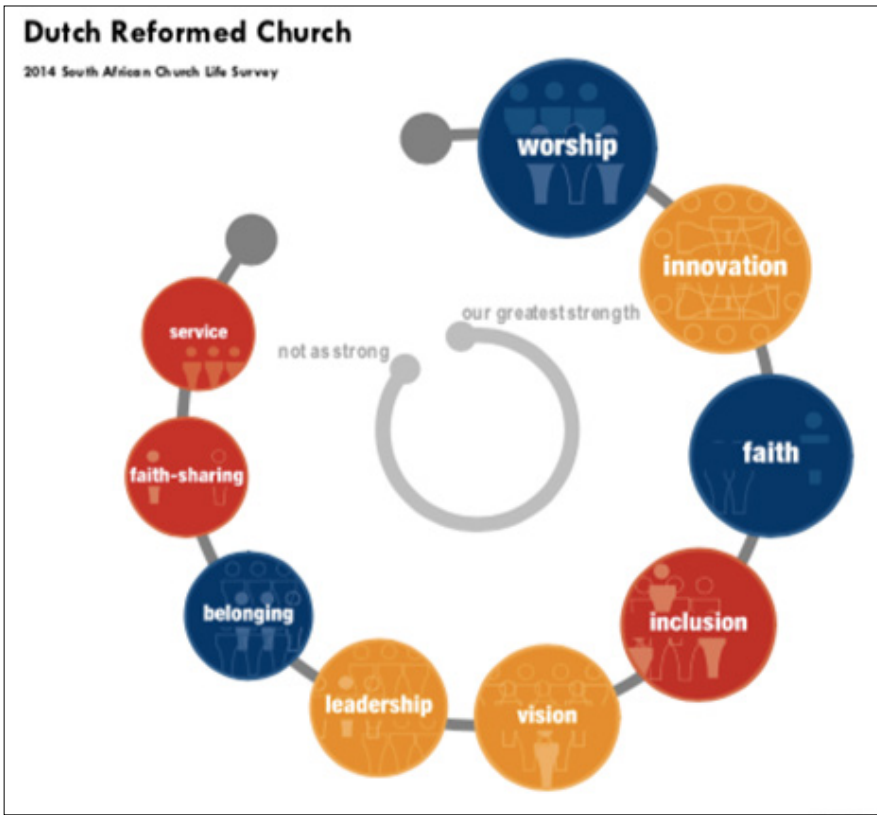 Dutch Reformed Church
2014 South African Church Life Survey
worship
innovation
our greatest strength
service
not as strong
faith
faith-sharing
belonging
inclusion
leadership
vision